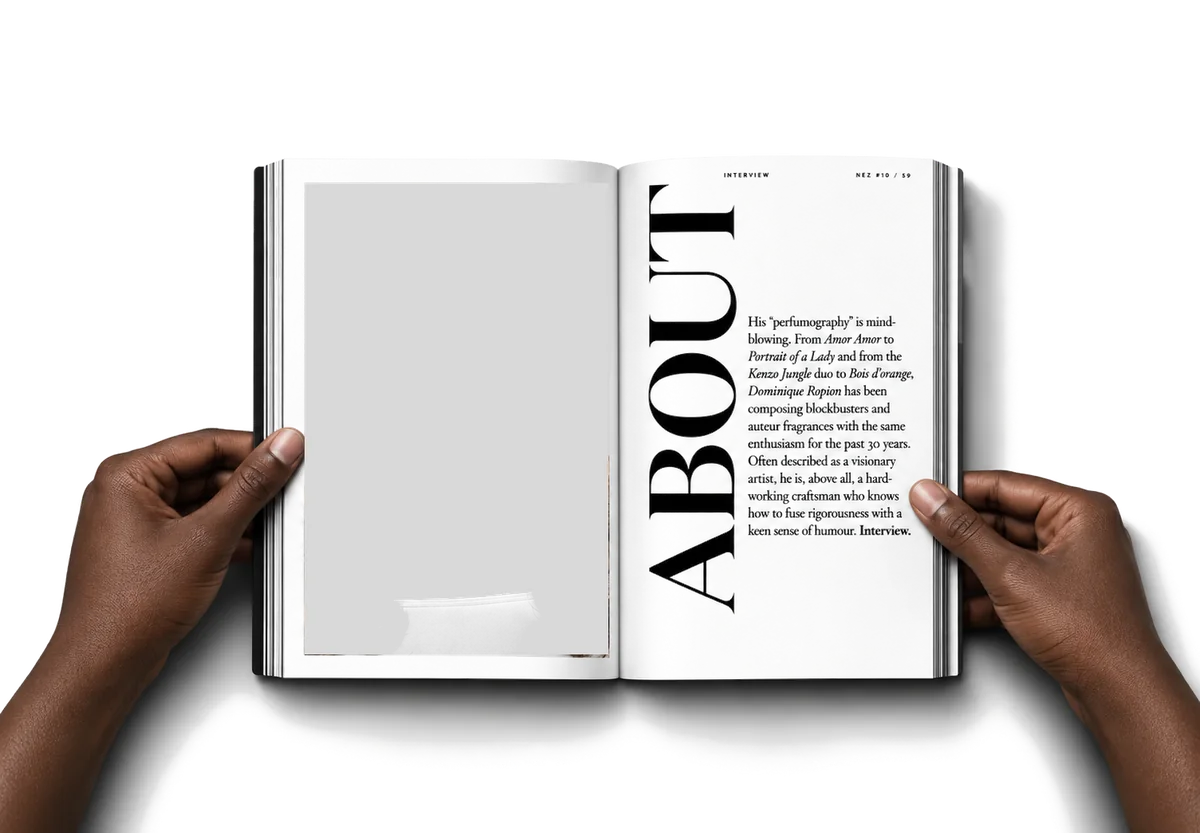 INTERVIEW
NEZ #10 / 59
ABOUT
His “perfumography” is mind-
blowing. From Amor Amor to
Portrait of a Lady and from the
Kenzo Jungle duo to Bois d’orange,
Dominique Ropion has been
composing blockbusters and
auteur fragrances with the same
enthusiasm for the past 30 years.
Often described as a visionary
artist, he is, above all, a hard-
working craftsman who knows
how to fuse rigorousness with a
keen sense of humour. Interview.